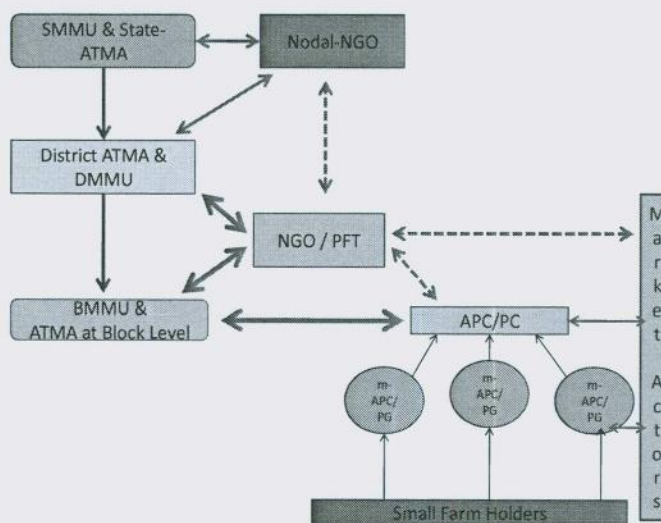 SMMU & State-
ATMA
Nodal-NGO
District ATMA &
DMMU
NGO / PFT
BMMU &
ATMA at Block Level
APC/PC
m-
APC/
PG
m-
APC/
PG
m-
APC/
PG
M
a
r
k
e
t
A
c
t
o
r
s
Small Farm Holders